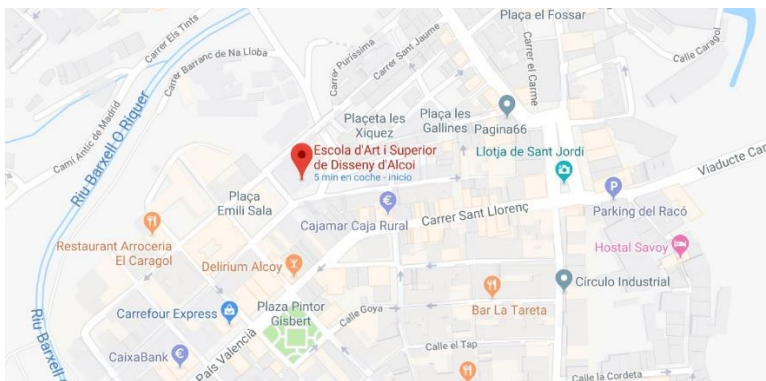 Plaça el Fossar
Carrer Els Tints
Carrer Barranc de Na Lloba
Carrer Puríssima
Carrer Sant Jaume
Carrer el Carme
Calle Caragol
Camí Antic de Madrid
Riu Barxell O Riquer
Plaçeta les
Xiquez
Plaça les
Gallines
Pagina66
Escola d'Art i Superior
de Disseny d'Alcoi
5 min en coche - inicio
Llotja de Sant Jordi
Viaducte Can
Plaça
Emili Sala
€
P
Cajamar Caja Rural
Carrer Sant Llorenç
Parking del Racó
Restaurant Arroceria
El Caragol
Delirium Alcoy
Hostal Savoy
Círculo Industrial
Carrefour Express
Plaza Pintor
Gisbert
Calle Goya
Bar La Tareta
Riu Barxell
CaixaBank
€
País Valencià
Calle el Tap
Calle la Cordeta